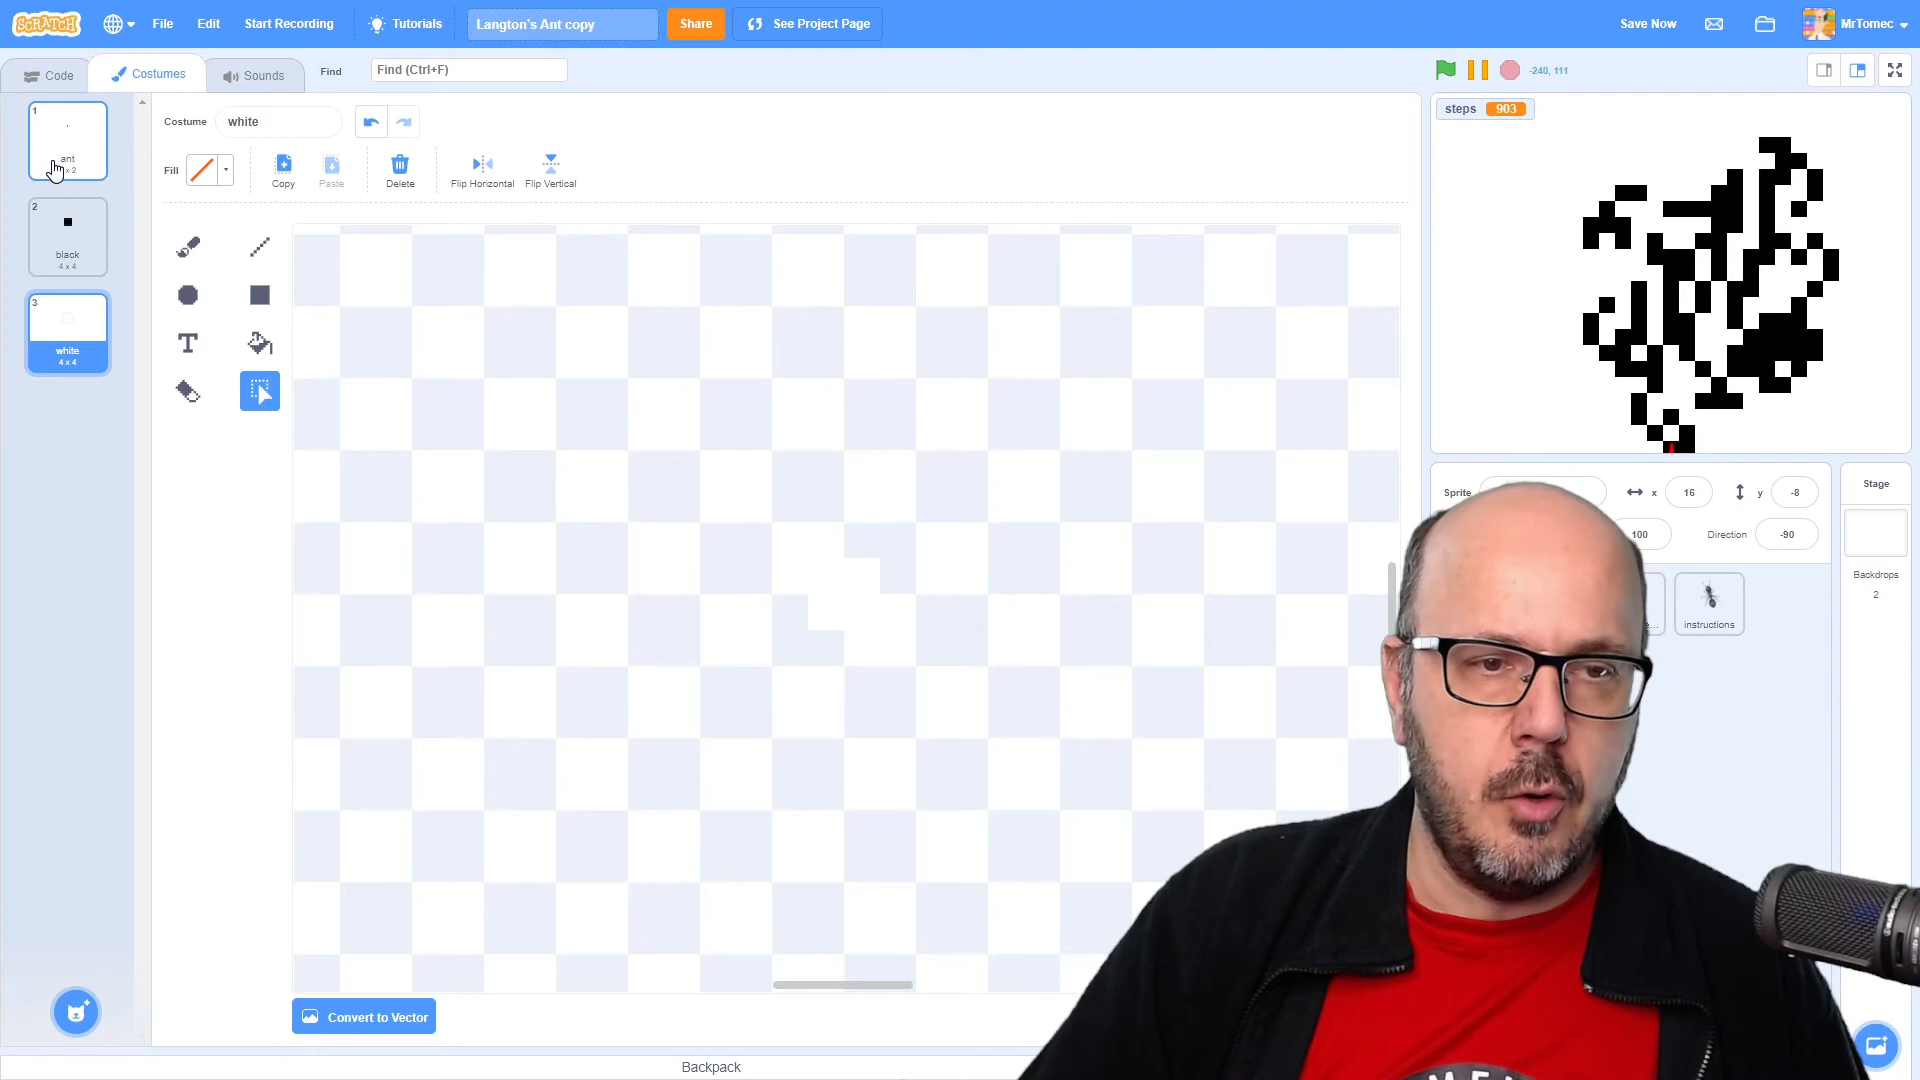 SCRATCH File Edit Start Recording Tutorials Langton's Ant copy Share See Project Page Save Now MrTomec
Code Costumes Sounds Find Find (Ctrl+F) -240, 111
1 Costume white steps 903
ant
x 2
Fill Copy Paste Delete Flip Horizontal Flip Vertical
2
black
4 x 4
3
white
4 x 4
T
Sprite x 16 y -8 Stage
100 Direction -90
Backdrops
2
e... instructions
Convert to Vector
Backpack